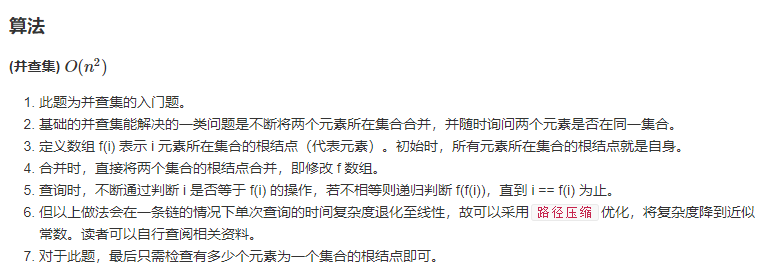 算法
(并查集) O(n²)
1. 此题为并查集的入门题。
2. 基础的并查集能解决的一类问题是不断将两个元素所在集合合并，并随时询问两个元素是否在同一集合。
3. 定义数组 f(i) 表示 i 元素所在集合的根结点（代表元素）。初始时，所有元素所在集合的根结点就是自身。
4. 合并时，直接将两个集合的根结点合并，即修改 f 数组。
5. 查询时，不断通过判断 i 是否等于 f(i) 的操作，若不相等则递归判断 f(f(i))，直到 i == f(i) 为止。
6. 但以上做法会在一条链的情况下单次查询的时间复杂度退化至线性，故可以采用 路径压缩 优化，将复杂度降到近似
常数。读者可以自行查阅相关资料。
7. 对于此题，最后只需检查有多少个元素为一个集合的根结点即可。